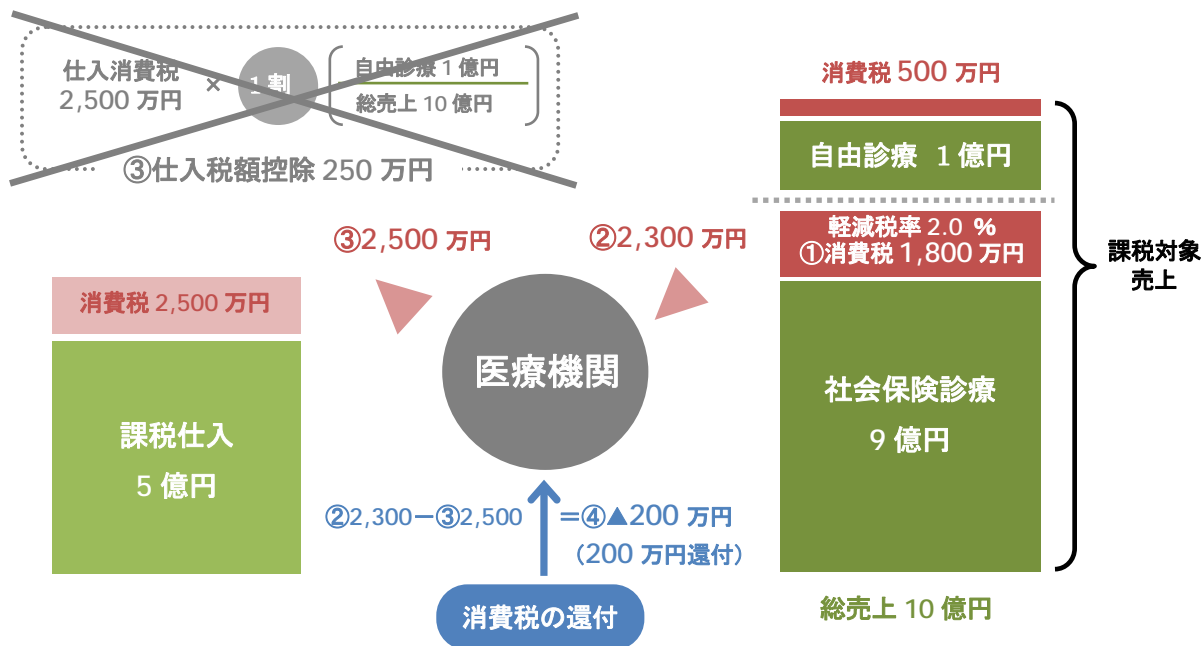 仕入消費税
2,500 万円
×
1 割
自由診療 1 億円
総売上 10 億円
③仕入税額控除 250 万円
消費税 500 万円
自由診療 1 億円
軽減税率 2.0 %
①消費税 1,800 万円
課税対象
売上
社会保険診療
9 億円
総売上 10 億円
③2,500 万円
②2,300 万円
消費税 2,500 万円
課税仕入
5 億円
医療機関
②2,300－③2,500 ＝④▲200 万円
（200 万円還付）
消費税の還付